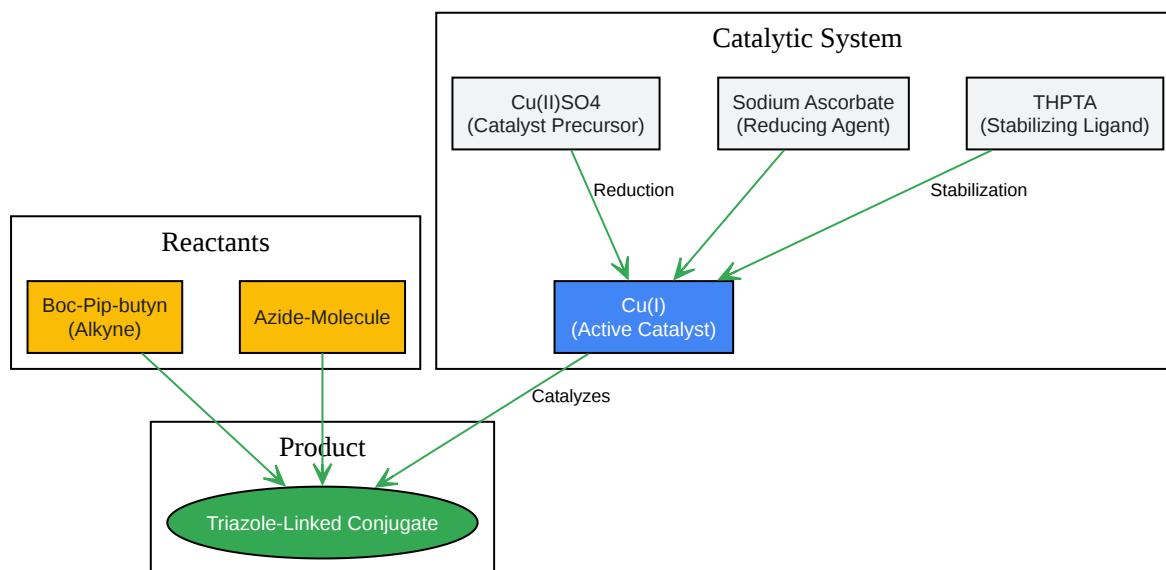 Catalytic System
Cu(II)SO4
(Catalyst Precursor)
Sodium Ascorbate
(Reducing Agent)
THPTA
(Stabilizing Ligand)
Reduction
Stabilization
Reactants
Boc-Pip-butyn
(Alkyne)
Azide-Molecule
Cu(I)
(Active Catalyst)
Catalyzes
Product
Triazole-Linked Conjugate